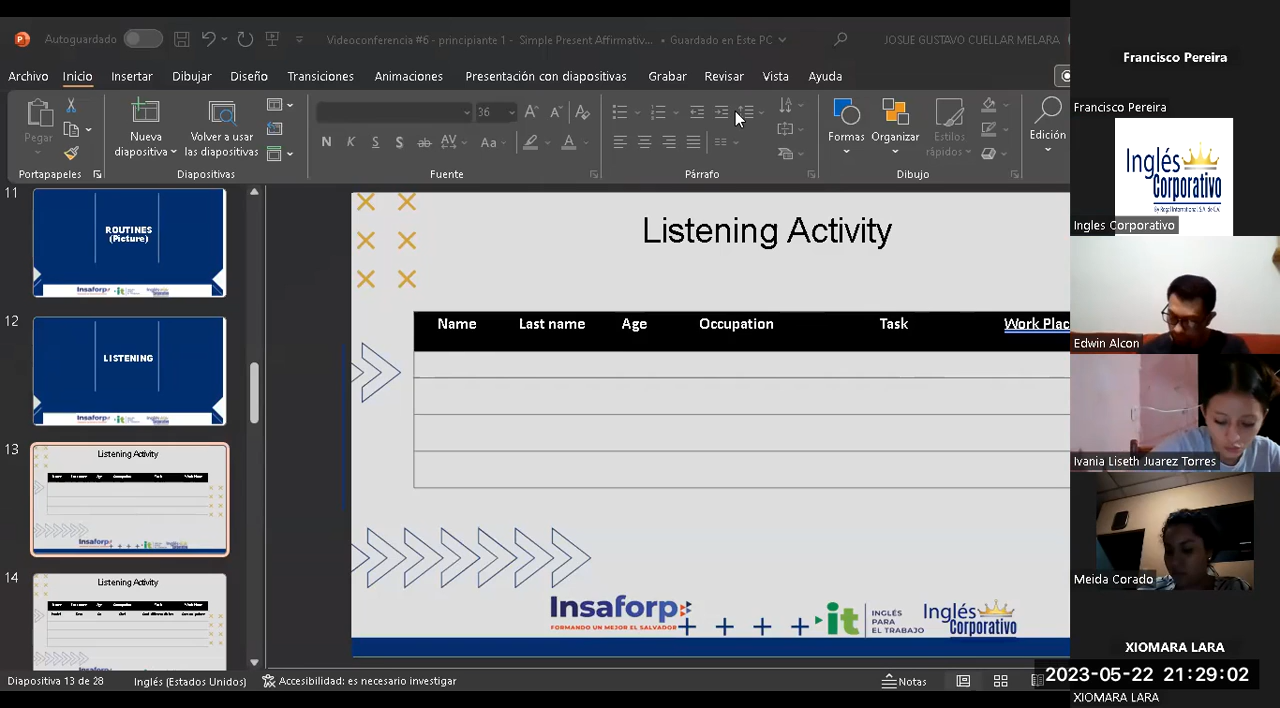 Autoguardado
Videoconferencia #6 - principiante 1 - Simple Present Affirmativ... • Guardado en Este PC
JOSUE GUSTAVO CUELLAR MELARA
Archivo Inicio Insertar Dibujar Diseño Transiciones Animaciones Presentación con diapositivas Grabar Revisar Vista Ayuda
Pegar
Nueva diapositiva
Volver a usar las diapositivas
36
N K S S ab AV Aa A
Formas
Organizar
Estilos rápidos
Edición
Portapapeles Diapositivas Fuente Párrafo Dibujo
11
ROUTINES
(Picture)
12
LISTENING
13
Listening Activity
14
Listening Activity
Listening Activity
Name Last name Age Occupation Task Work Plac
Insaforp
FORMANDO UN MEJOR EL SALVADOR
it
INGLÉS
PARA
EL TRABAJO
Inglés
Corporativo
Diapositiva 13 de 28
Inglés (Estados Unidos)
Accesibilidad: es necesario investigar
Notas
Francisco Pereira
Francisco Pereira
Inglés
Corporativo
Ingles Corporativo
Edwin Alcon
Ivania Liseth Juarez Torres
Meida Corado
XIOMARA LARA
2023-05-22 21:29:02
XIOMARA LARA